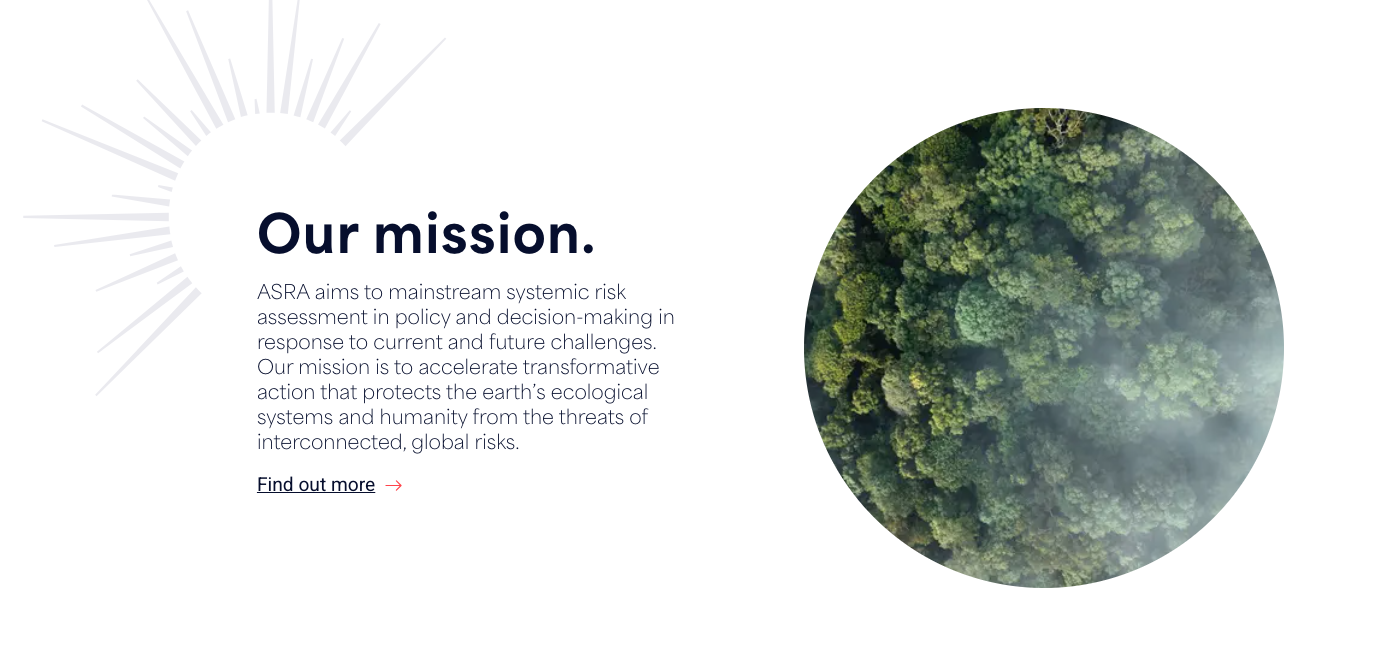 Our mission.
ASRA aims to mainstream systemic risk
assessment in policy and decision-making in
response to current and future challenges.
Our mission is to accelerate transformative
action that protects the earth’s ecological
systems and humanity from the threats of
interconnected, global risks.
Find out more →